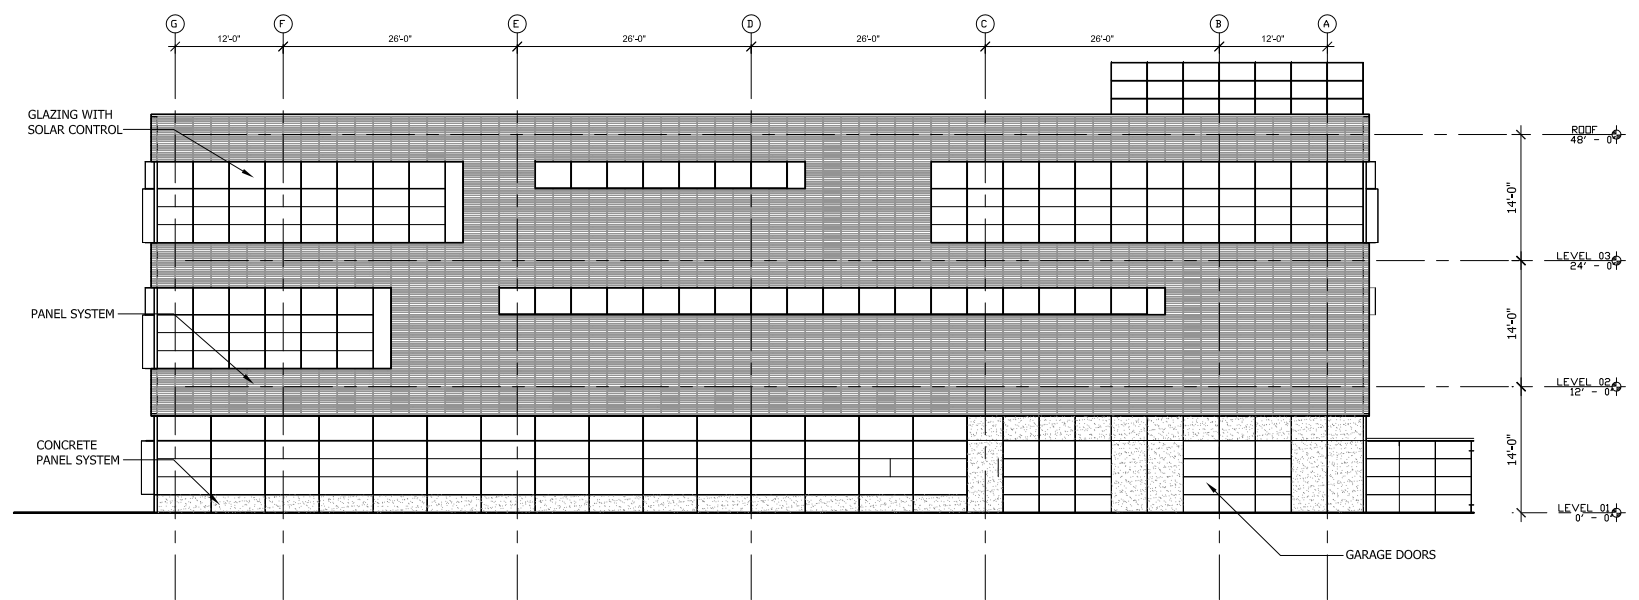 G F E D C B A
12'-0" 26'-0" 26'-0" 26'-0" 26'-0" 12'-0"
GLAZING WITH
SOLAR CONTROL
ROOF
48' - 0"
14'-0"
LEVEL 03
24' - 0"
PANEL SYSTEM
14'-0"
LEVEL 02
12' - 0"
CONCRETE
PANEL SYSTEM
14'-0"
LEVEL 01
0' - 0"
GARAGE DOORS